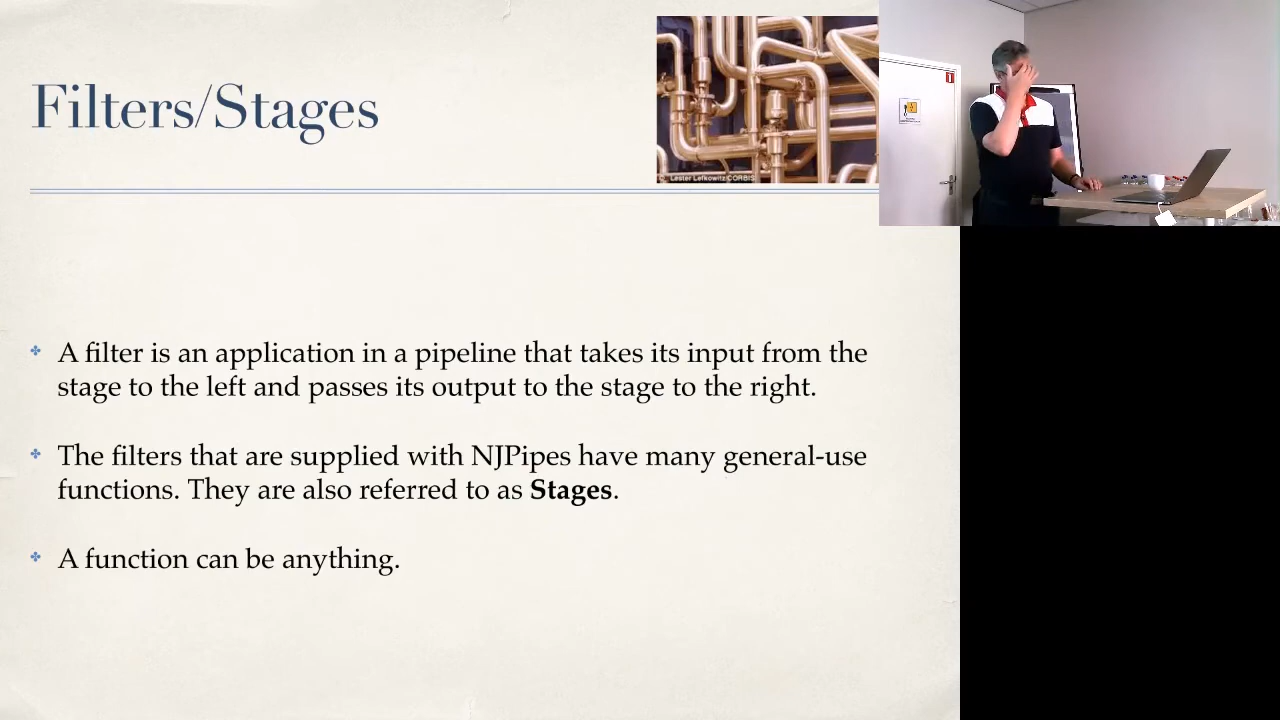 Filters/Stages
© Lester Lefkowitz/CORBIS
A filter is an application in a pipeline that takes its input from the
stage to the left and passes its output to the stage to the right.
The filters that are supplied with NJPipes have many general-use
functions. They are also referred to as Stages.
A function can be anything.